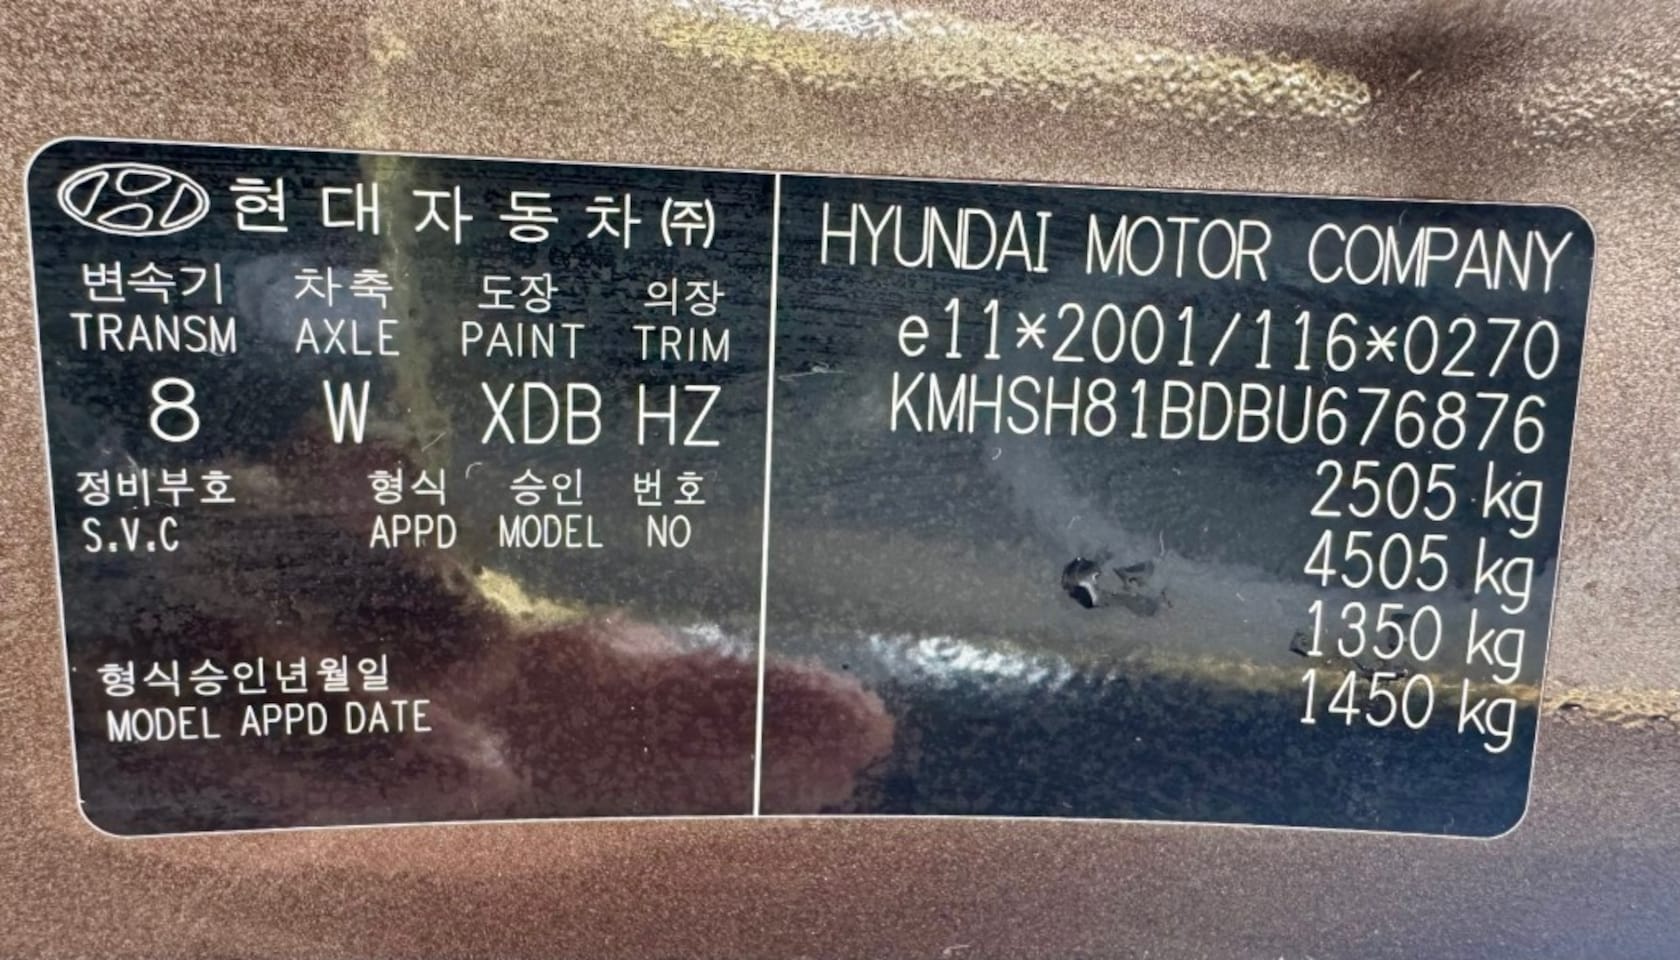 현대자동차(주)
변속기 차축 도장 의장
TRANSM AXLE PAINT TRIM
8 W XDB HZ
정비부호 형식 승인 번호
S.V.C APPD MODEL NO
형식승인년월일
MODEL APPD DATE
HYUNDAI MOTOR COMPANY
e11*2001/116*0270
KMHSH81BDBU676876
2505 kg
4505 kg
1350 kg
1450 kg